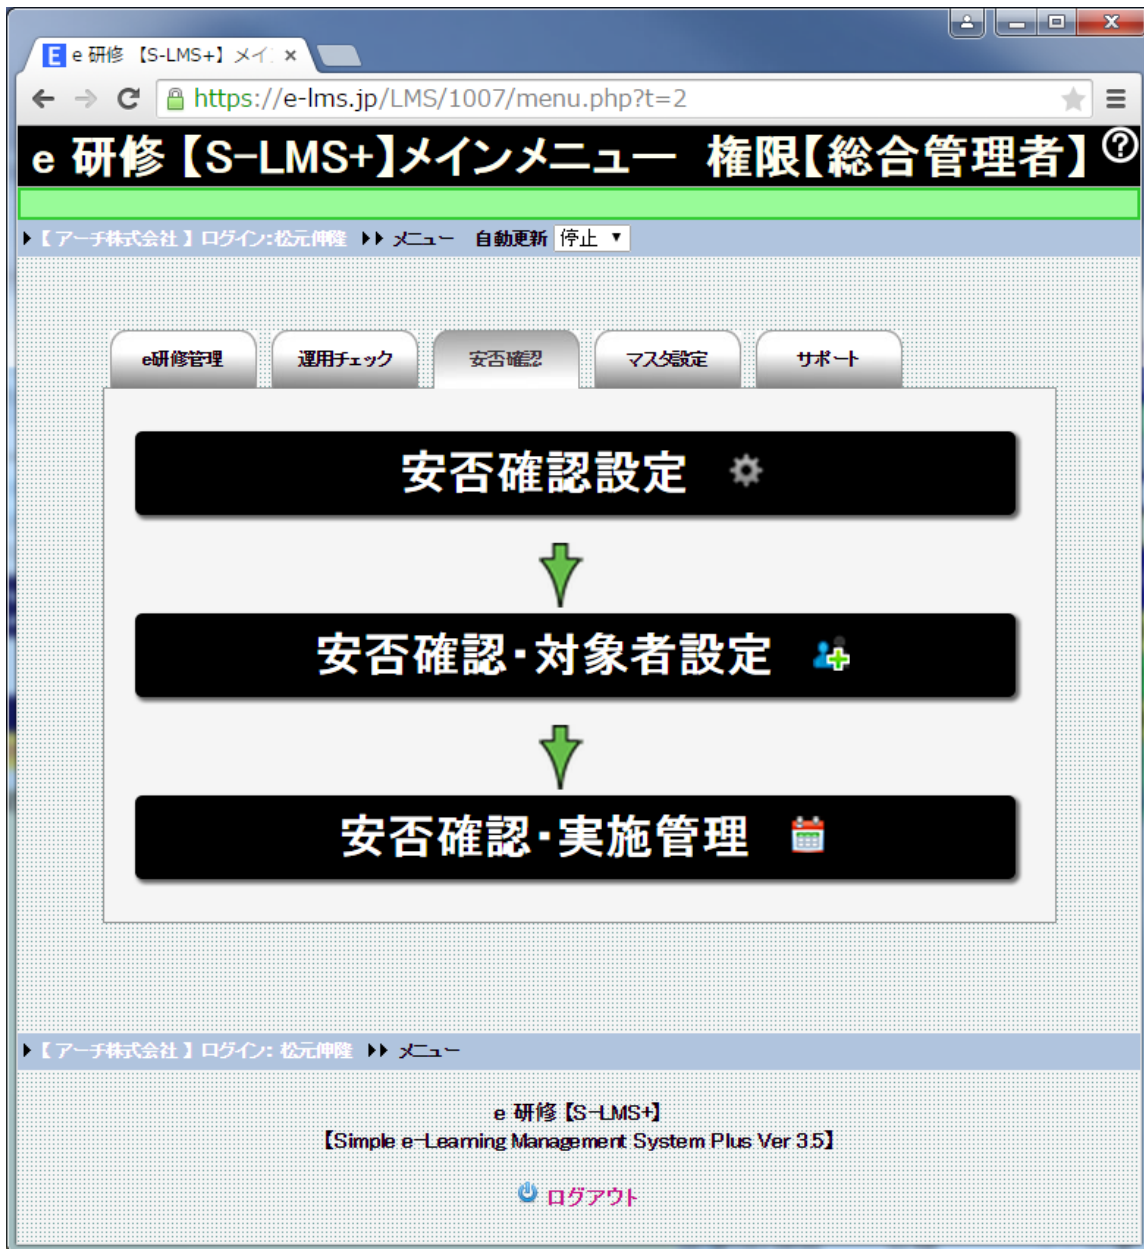 e 研修 【S-LMS+】 メイ
https://e-lms.jp/LMS/1007/menu.php?t=2
e 研修 【S-LMS+】メインメニュー 権限【総合管理者】
【 アーチ株式会社 】ログイン:松元伸隆 メニュー 自動更新 停止
e研修管理 運用チェック 安否確認 マスタ設定 サポート
安否確認設定
安否確認・対象者設定
安否確認・実施管理
【 アーチ株式会社 】ログイン: 松元伸隆 メニュー
e 研修 【S-LMS+】
【Simple e-Learning Management System Plus Ver 3.5】
ログアウト